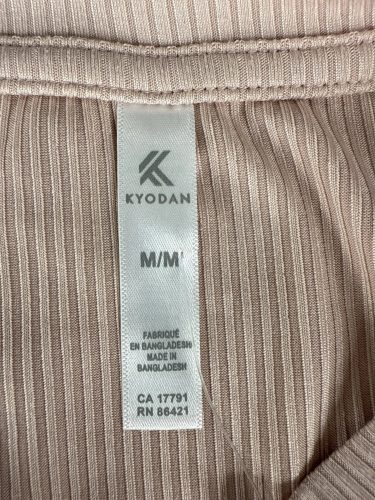 KYODAN
M/M
FABRIQUÉ
EN BANGLADESH
MADE IN
BANGLADESH
CA 17791
RN 86421